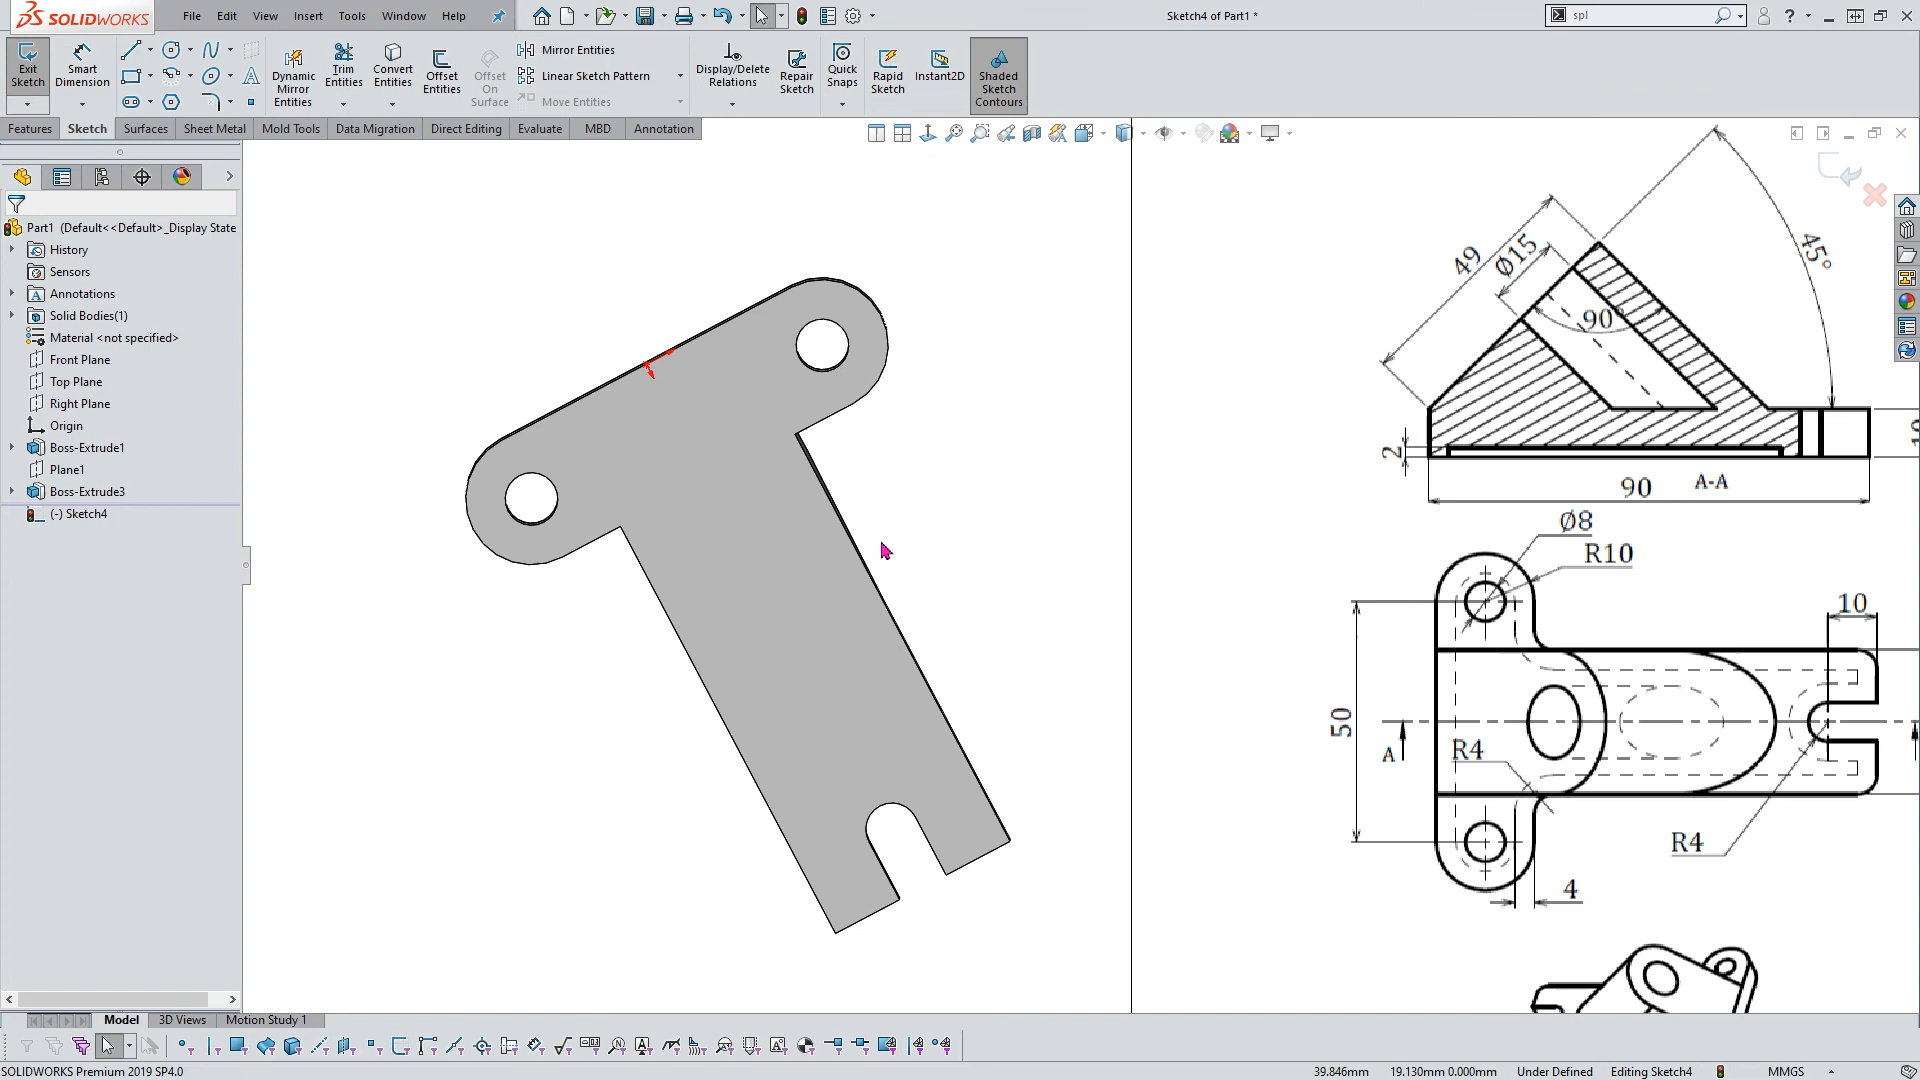 SOLIDWORKS
File Edit View Insert Tools Window Help
Sketch4 of Part1 *
spl
Exit Sketch
Smart Dimension
Dynamic Mirror Entities
Trim Entities
Convert Entities
Offset Entities
Offset On Surface
Mirror Entities
Linear Sketch Pattern
Move Entities
Display/Delete Relations
Repair Sketch
Quick Snaps
Rapid Sketch
Instant2D
Shaded Sketch Contours
Features Sketch Surfaces Sheet Metal Mold Tools Data Migration Direct Editing Evaluate MBD Annotation
Part1 (Default<<Default>_Display State
History
Sensors
Annotations
Solid Bodies(1)
Material <not specified>
Front Plane
Top Plane
Right Plane
Origin
Boss-Extrude1
Plane1
Boss-Extrude3
(-) Sketch4
49
Ø15
45°
90°
2
90
A-A
Ø8
R10
10
50
A
R4
R4
4
Model 3D Views Motion Study 1
SOLIDWORKS Premium 2019 SP4.0
39.846mm 19.130mm 0.000mm Under Defined Editing Sketch4 MMGS